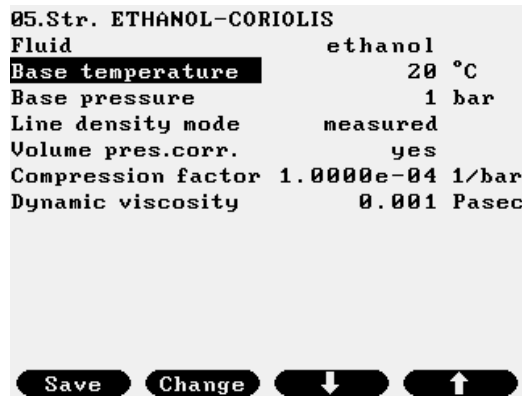 05.Str. ETHANOL-CORIOLIS
Fluid ethanol
Base temperature 20 °C
Base pressure 1 bar
Line density mode measured
Volume pres.corr. yes
Compression factor 1.0000e-04 1/bar
Dynamic viscosity 0.001 Pasec
Save Change ↓ ↑